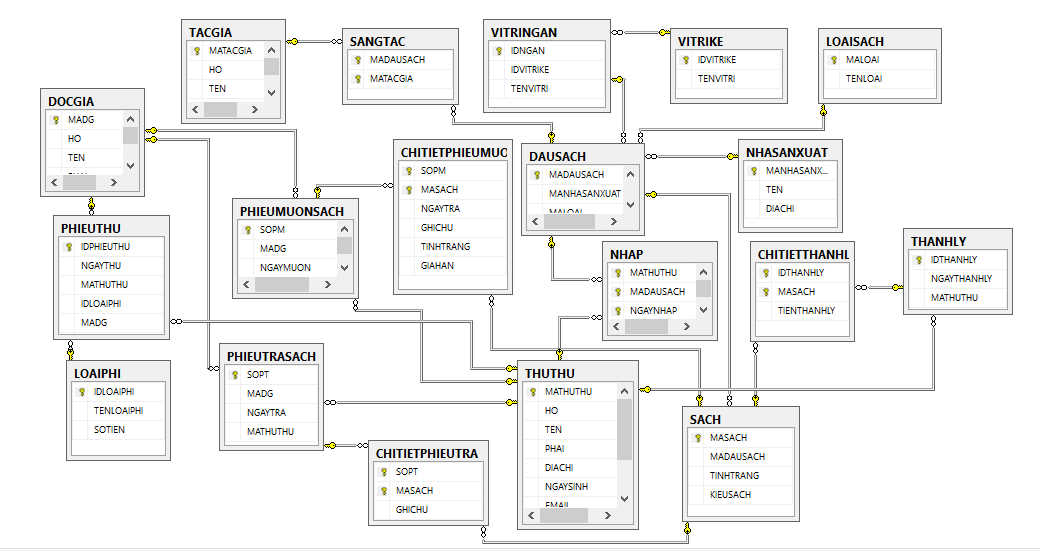 TACGIA
MATACGIA
HO
TEN
SANGTAC
MADAUSACH
MATACGIA
VITRINGAN
IDNGAN
IDVITRIKE
TENVITRI
VITRIKE
IDVITRIKE
TENVITRI
LOAISACH
MALOAI
TENLOAI
DOCGIA
MADG
HO
TEN
CHITIETPHIEUMUO
SOPM
MASACH
NGAYTRA
GHICHU
TINHTRANG
GIAHAN
DAUSACH
MADAUSACH
MANHASANXUAT
MALOAI
NHASANXUAT
MANHASANX...
TEN
DIACHI
PHIEUTHU
IDPHIEUTHU
NGAYTHU
MATHUTHU
IDLOAIPHI
MADG
PHIEUMUONSACH
SOPM
MADG
NGAYMUON
NHAP
MATHUTHU
MADAUSACH
NGAYNHAP
CHITIETTHANHL
IDTHANHLY
MASACH
TIENTHANHLY
THANHLY
IDTHANHLY
NGAYTHANHLY
MATHUTHU
LOAIPHI
IDLOAIPHI
TENLOAIPHI
SOTIEN
PHIEUTRASACH
SOPT
MADG
NGAYTRA
MATHUTHU
THUTHU
MATHUTHU
HO
TEN
PHAI
DIACHI
NGAYSINH
EMAIL
SACH
MASACH
MADAUSACH
TINHTRANG
KIEUSACH
CHITIETPHIEUTRA
SOPT
MASACH
GHICHU